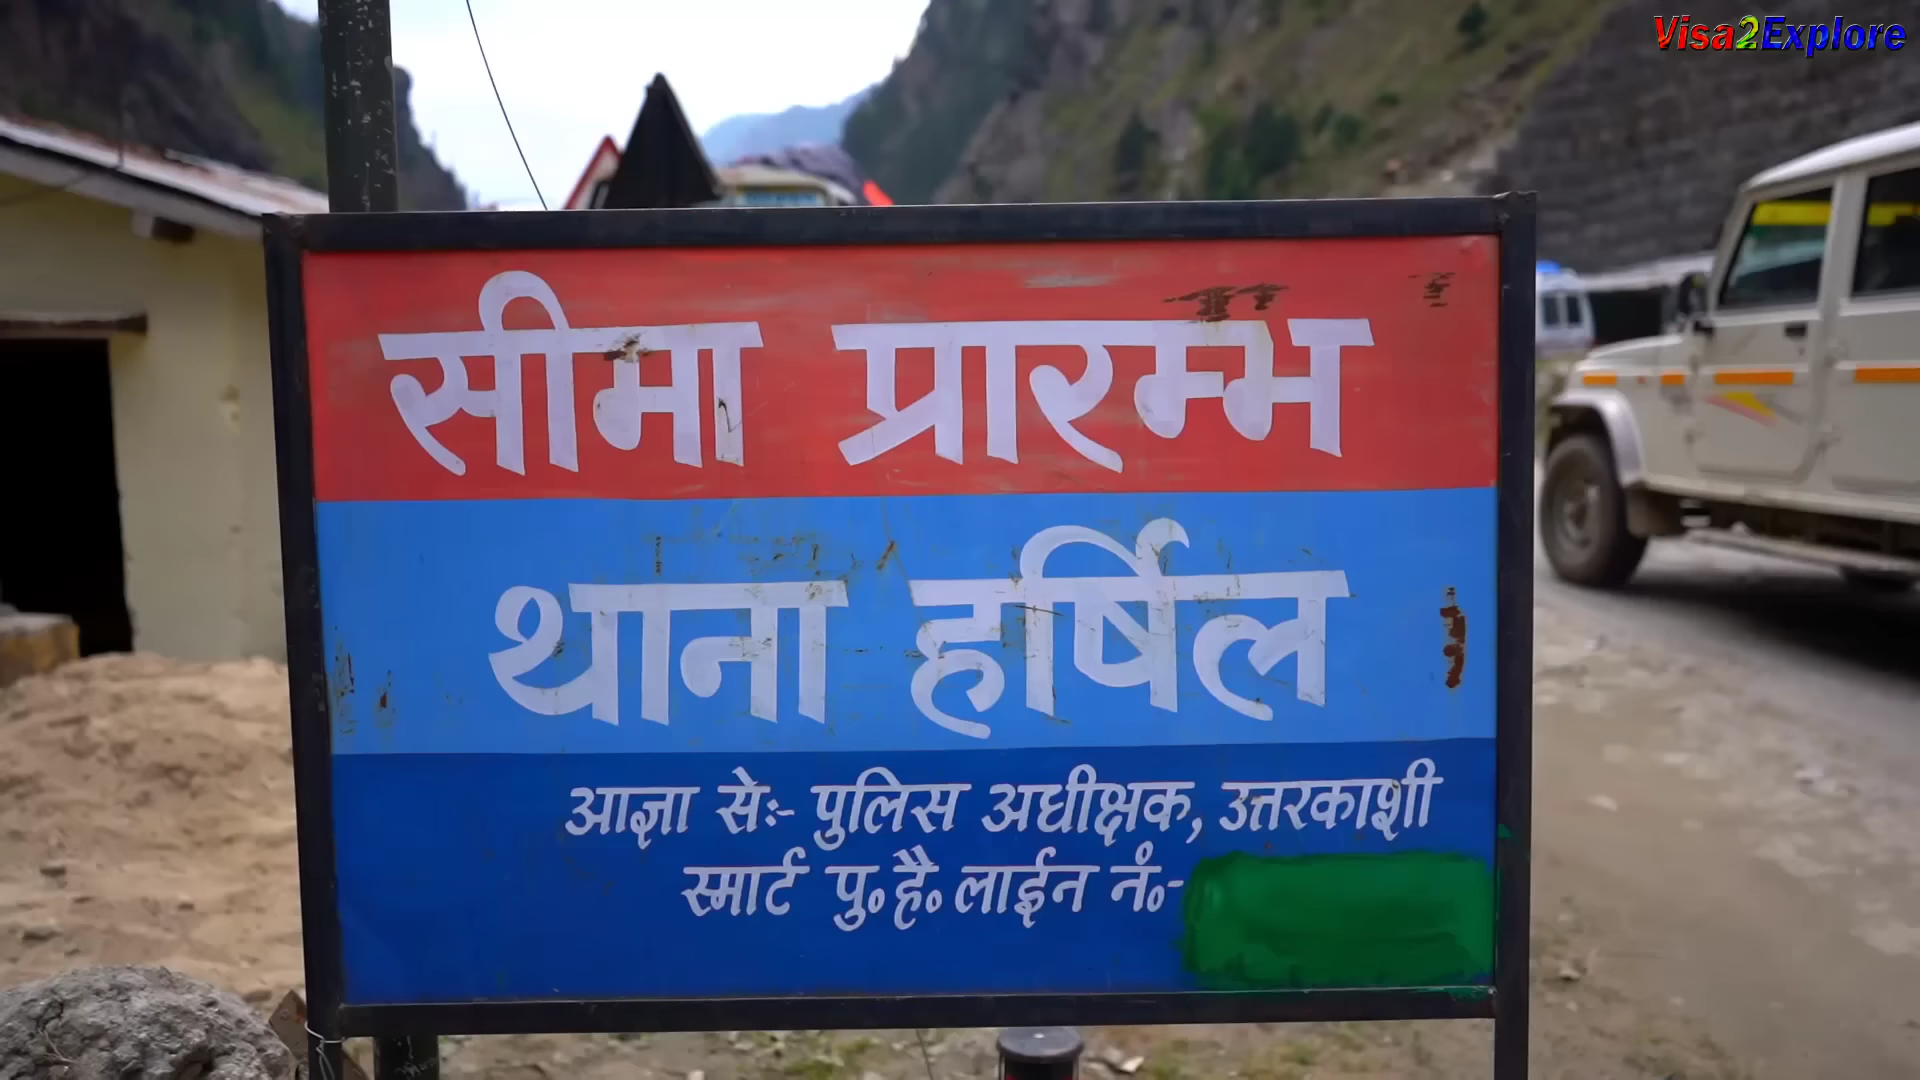 Visa2Explore
सीमा प्रारम्भ
थाना हर्षिल
आज्ञा से:- पुलिस अधीक्षक, उत्तरकाशी
स्मार्ट पु॰है॰लाईन नं॰-